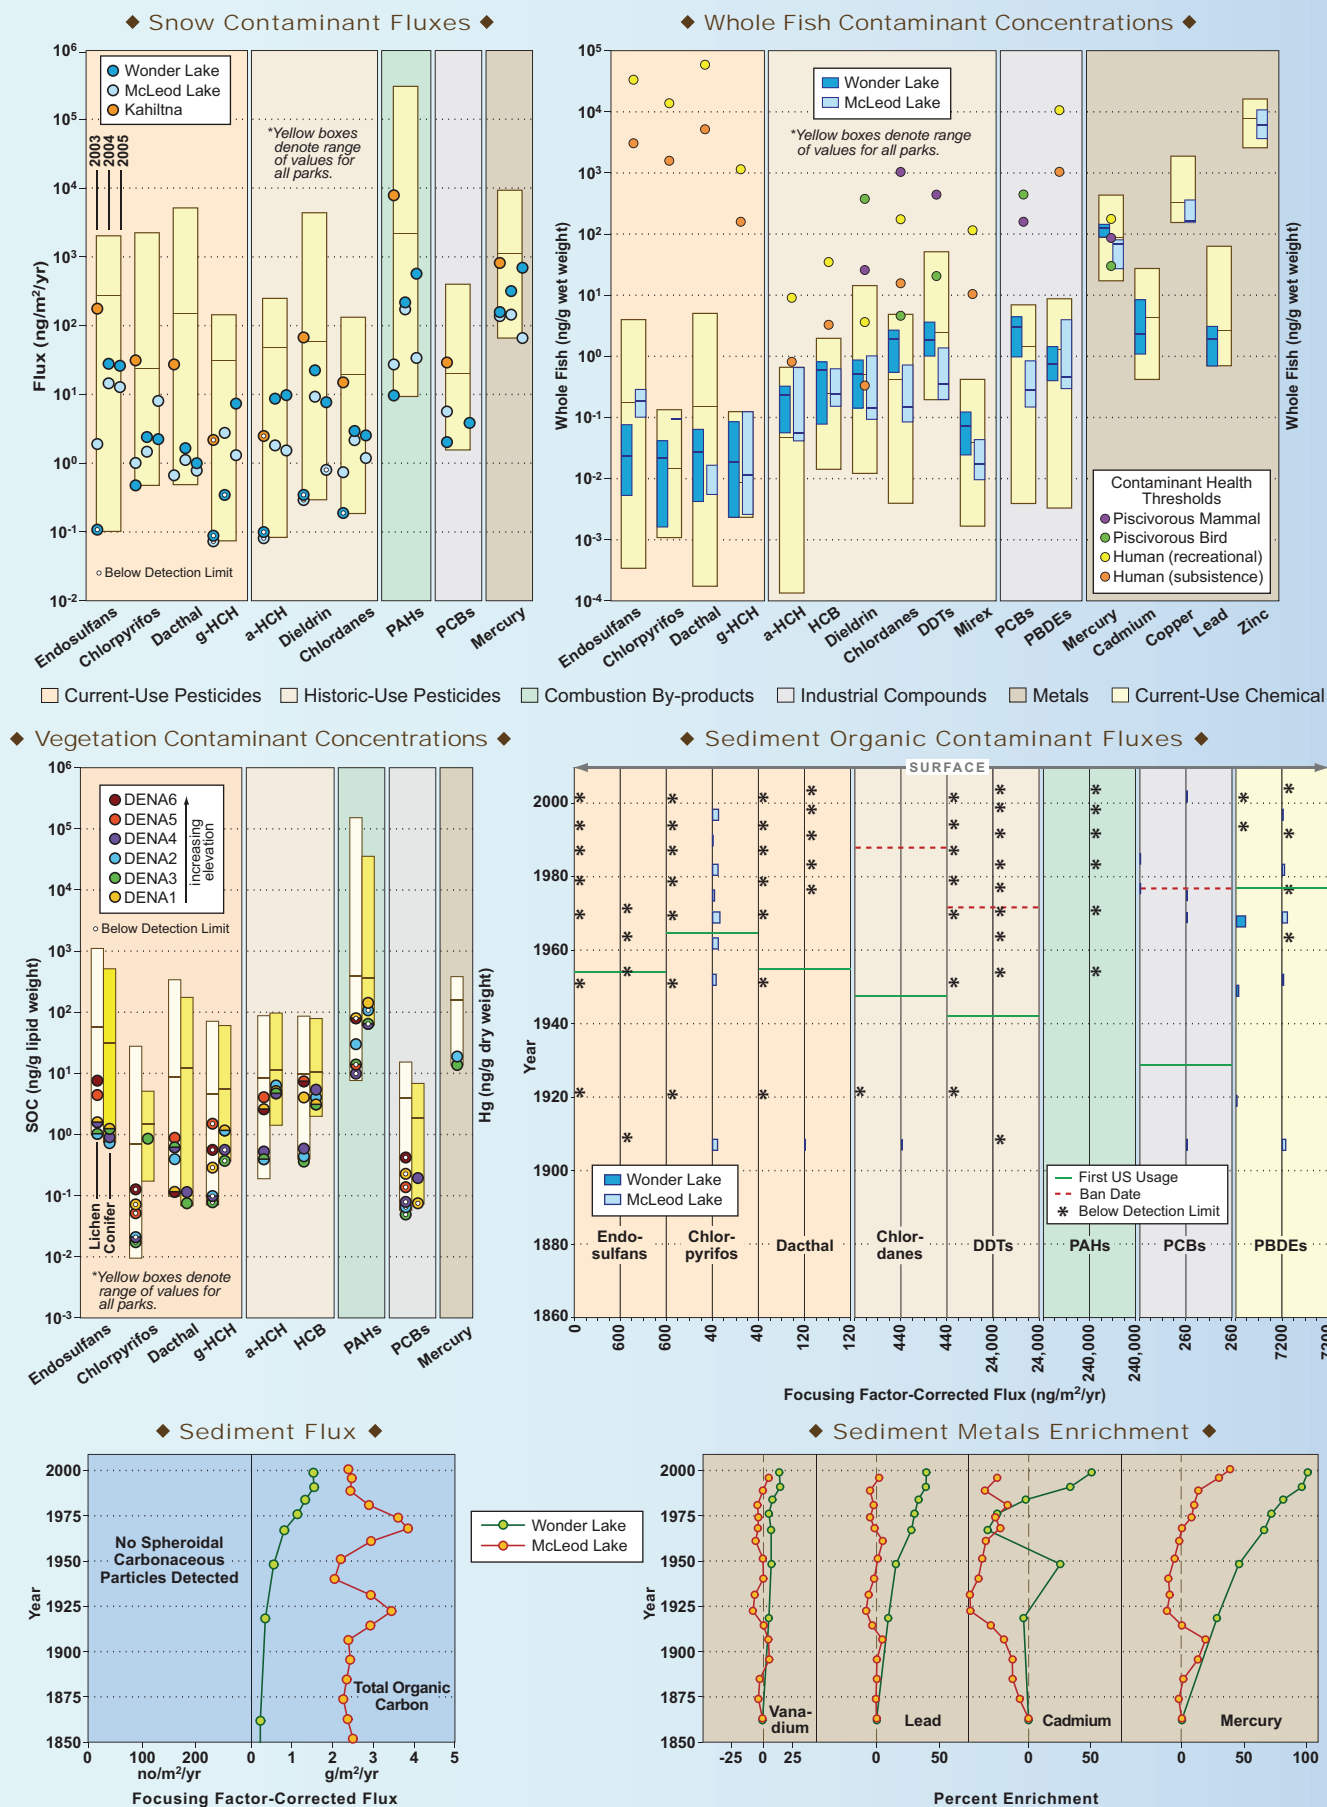 ◆ Snow Contaminant Fluxes ◆
10⁶
10⁵
10⁴
10³
10²
10¹
10⁰
10⁻¹
10⁻²
Flux (ng/m²/yr)
Wonder Lake
McLeod Lake
Kahiltna
2003
2004
2005
*Yellow boxes
denote range
of values for
all parks.
Below Detection Limit
Endosulfans
Chlorpyrifos
Dacthal
g-HCH
a-HCH
Dieldrin
Chlordanes
PAHs
PCBs
Mercury
◆ Whole Fish Contaminant Concentrations ◆
10⁵
10⁴
10³
10²
10¹
10⁰
10⁻¹
10⁻²
10⁻³
10⁻⁴
Whole Fish (ng/g wet weight)
Wonder Lake
McLeod Lake
*Yellow boxes denote range
of values for all parks.
Contaminant Health
Thresholds
Piscivorous Mammal
Piscivorous Bird
Human (recreational)
Human (subsistence)
Whole Fish (ng/g wet weight)
Endosulfans
Chlorpyrifos
Dacthal
g-HCH
a-HCH
HCB
Dieldrin
Chlordanes
DDTs
Mirex
PCBs
PBDEs
Mercury
Cadmium
Copper
Lead
Zinc
Current-Use Pesticides
Historic-Use Pesticides
Combustion By-products
Industrial Compounds
Metals
Current-Use Chemical
◆ Vegetation Contaminant Concentrations ◆
10⁶
10⁵
10⁴
10³
10²
10¹
10⁰
10⁻¹
10⁻²
10⁻³
SOC (ng/g lipid weight)
DENA6
DENA5
DENA4
DENA2
DENA3
DENA1
increasing
elevation
Below Detection Limit
Lichen
Conifer
*Yellow boxes denote
range of values for
all parks.
Hg (ng/g dry weight)
Endosulfans
Chlorpyrifos
Dacthal
g-HCH
a-HCH
HCB
PAHs
PCBs
Mercury
◆ Sediment Organic Contaminant Fluxes ◆
SURFACE
2000
1980
1960
1940
1920
1900
1880
1860
Year
Wonder Lake
McLeod Lake
First US Usage
Ban Date
* Below Detection Limit
Endo-
sulfans
Chlor-
pyrifos
Dacthal
Chlor-
danes
DDTs
PAHs
PCBs
PBDEs
0
600
600
40
40
120
120
440
440
24,000
24,000
240,000
240,000
260
260
7200
7200
Focusing Factor-Corrected Flux (ng/m²/yr)
◆ Sediment Flux ◆
2000
1975
1950
1925
1900
1875
1850
Year
No Spheroidal
Carbonaceous
Particles Detected
Total Organic
Carbon
0 100 200 0 1 2 3 4 5
no/m²/yr g/m²/yr
Focusing Factor-Corrected Flux
Wonder Lake
McLeod Lake
◆ Sediment Metals Enrichment ◆
2000
1975
1950
1925
1900
1875
1850
Year
Vana-
dium
Lead
Cadmium
Mercury
-25 0 25 0 50 0 50 0 50 100
Percent Enrichment